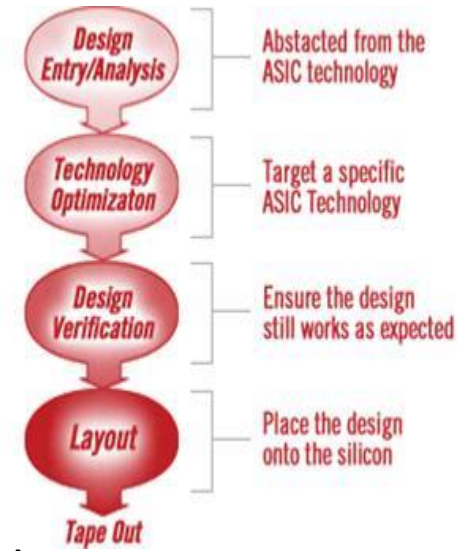 Design
Entry/Analysis
Abstacted from the
ASIC technology
Technology
Optimizaton
Target a specific
ASIC Technology
Design
Verification
Ensure the design
still works as expected
Layout
Place the design
onto the silicon
Tape Out